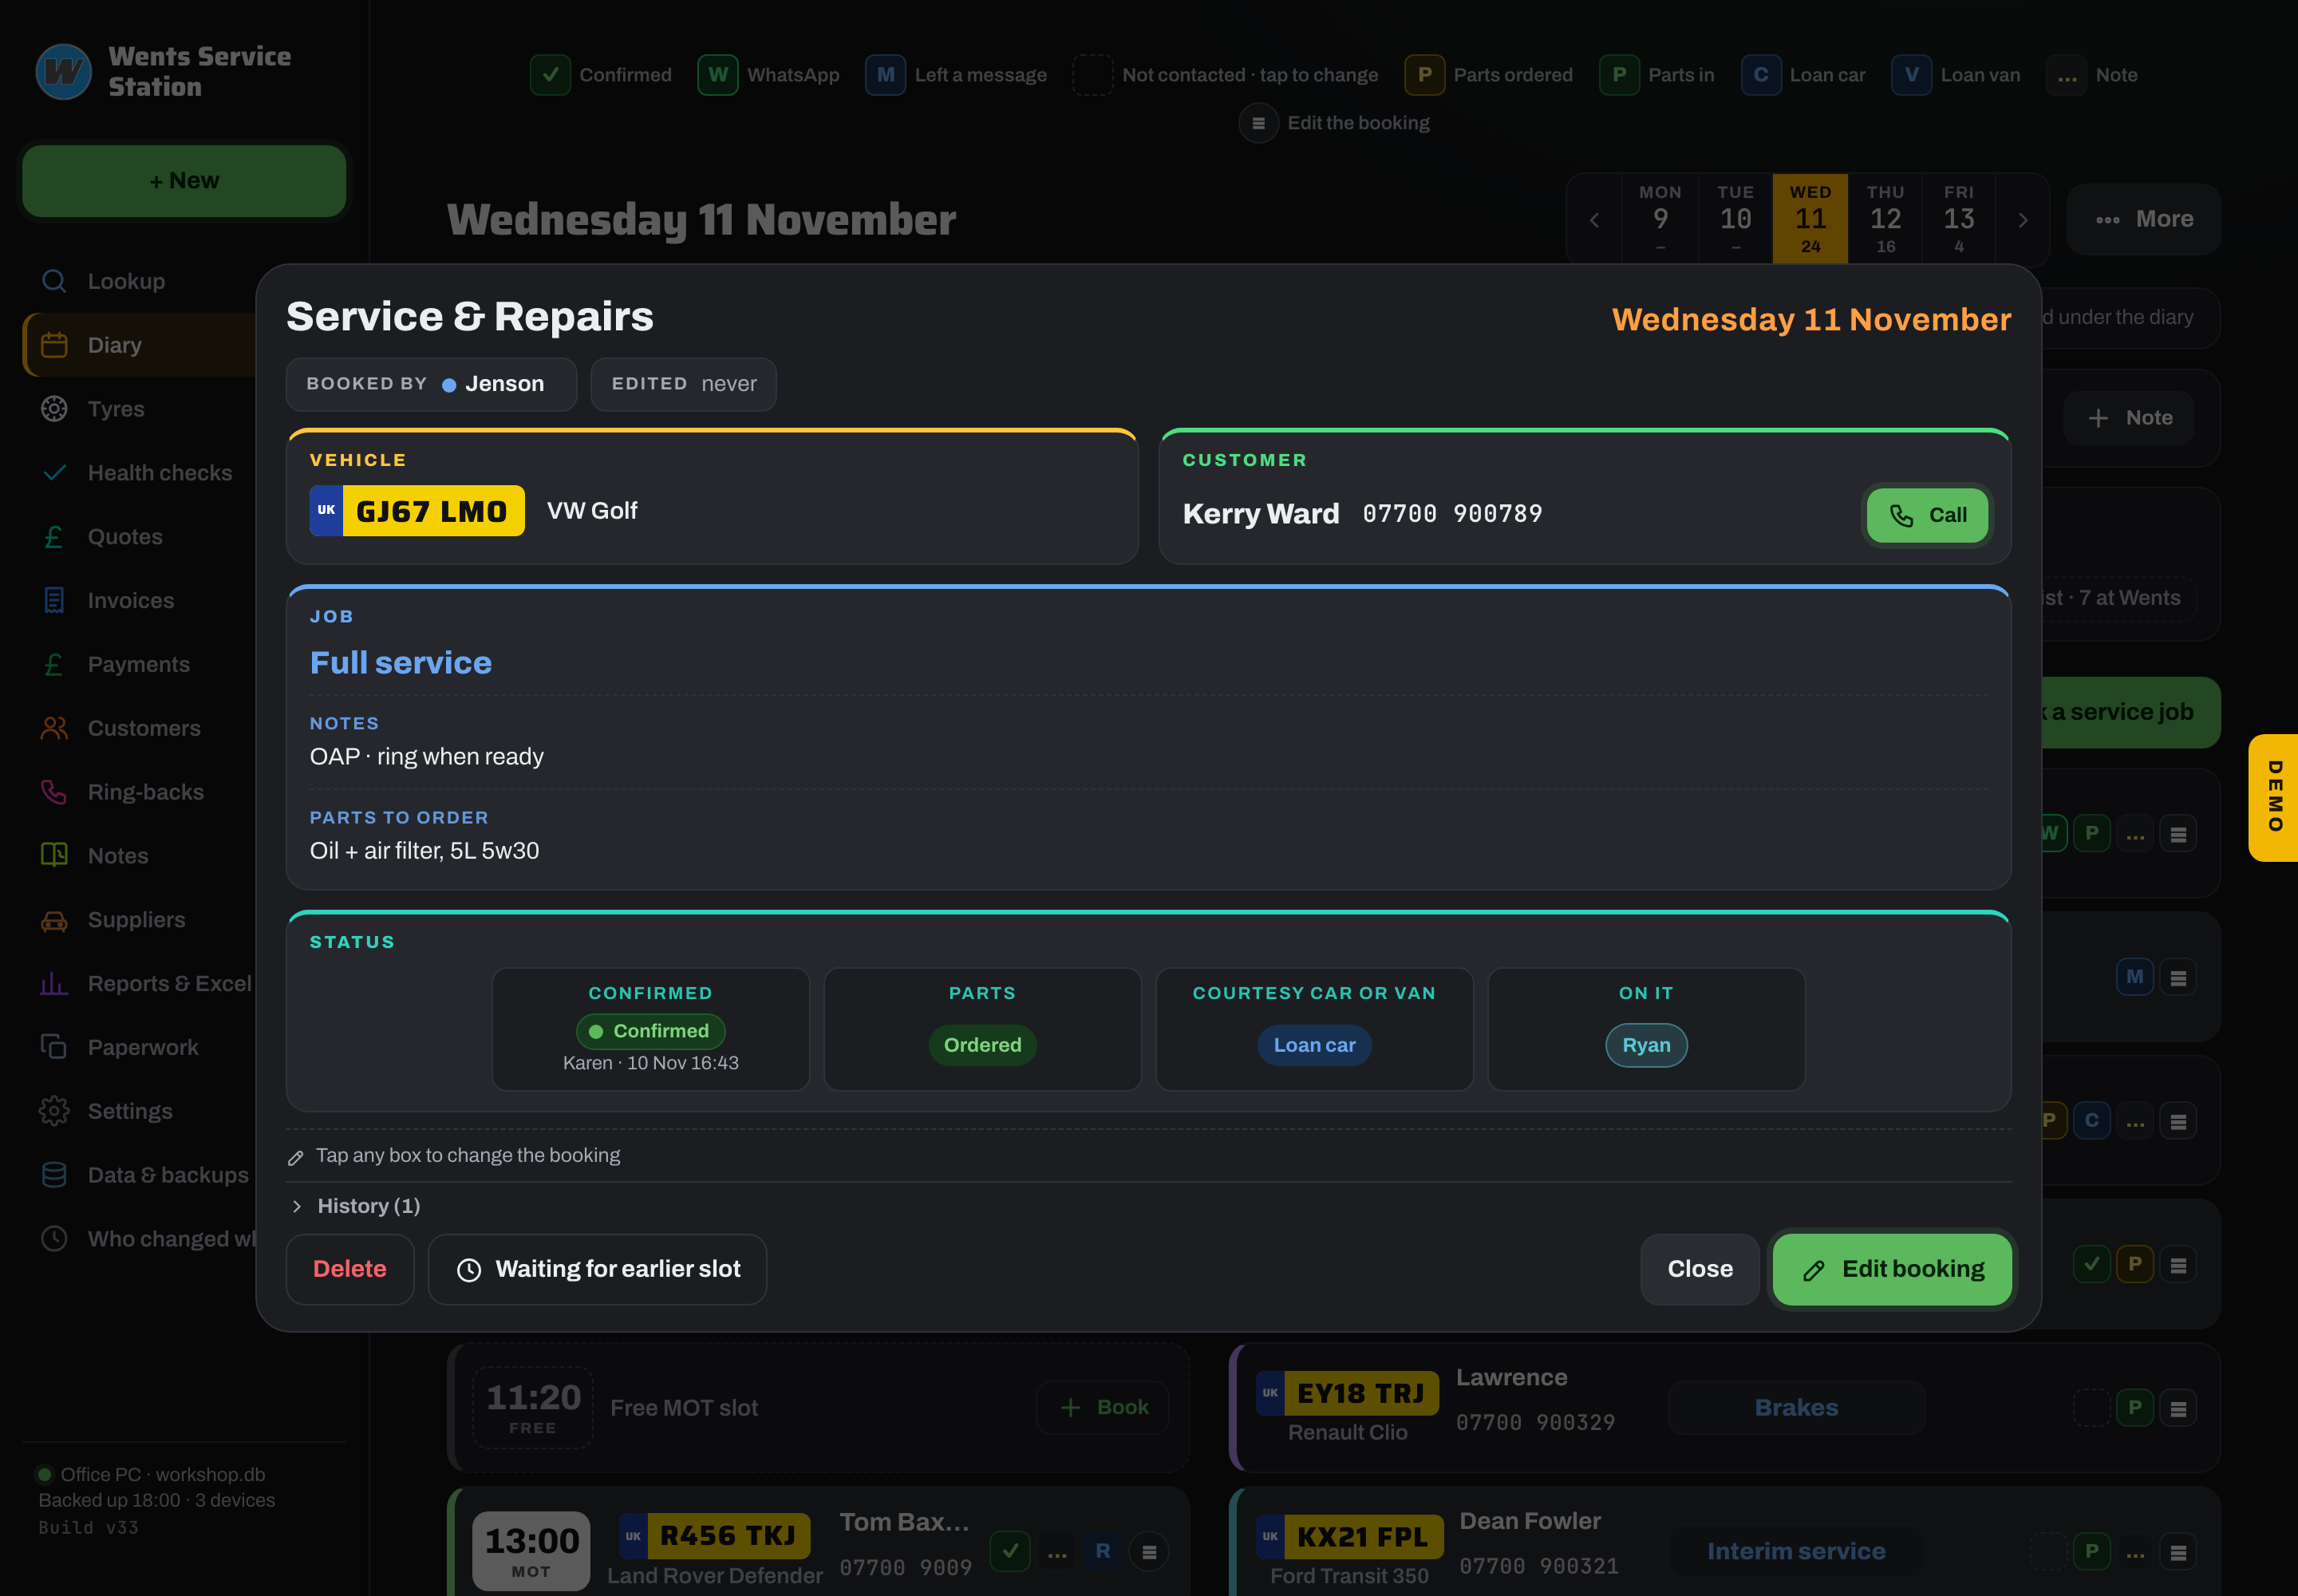 Wents Service
Station
+ New
Lookup
Diary
Tyres
Health checks
Quotes
Invoices
Payments
Customers
Ring-backs
Notes
Suppliers
Reports & Excel
Paperwork
Settings
Data & backups
Who changed
Office PC · workshop.db
Backed up 18:00 · 3 devices
Build v33
Confirmed
W WhatsApp
M Left a message
Not contacted · tap to change
P Parts ordered
P Parts in
C Loan car
V Loan van
... Note
Edit the booking
Wednesday 11 November
MON 9 –
TUE 10 –
WED 11 24
THU 12 16
FRI 13 4
More
under the diary
Note
· 7 at Wents
a service job
Service & Repairs
Wednesday 11 November
BOOKED BY Jenson
EDITED never
VEHICLE
UK GJ67 LMO VW Golf
CUSTOMER
Kerry Ward 07700 900789
Call
JOB
Full service
NOTES
OAP · ring when ready
PARTS TO ORDER
Oil + air filter, 5L 5w30
STATUS
CONFIRMED
Confirmed
Karen · 10 Nov 16:43
PARTS
Ordered
COURTESY CAR OR VAN
Loan car
ON IT
Ryan
Tap any box to change the booking
History (1)
Delete
Waiting for earlier slot
Close
Edit booking
DEMO
W P ...
M
P C ...
P
11:20
FREE
Free MOT slot
Book
UK EY18 TRJ
Renault Clio
Lawrence
07700 900329
Brakes
P
13:00
MOT
UK R456 TKJ
Land Rover Defender
Tom Bax...
07700 9009
... R
UK KX21 FPL
Ford Transit 350
Dean Fowler
07700 900321
Interim service
P ...